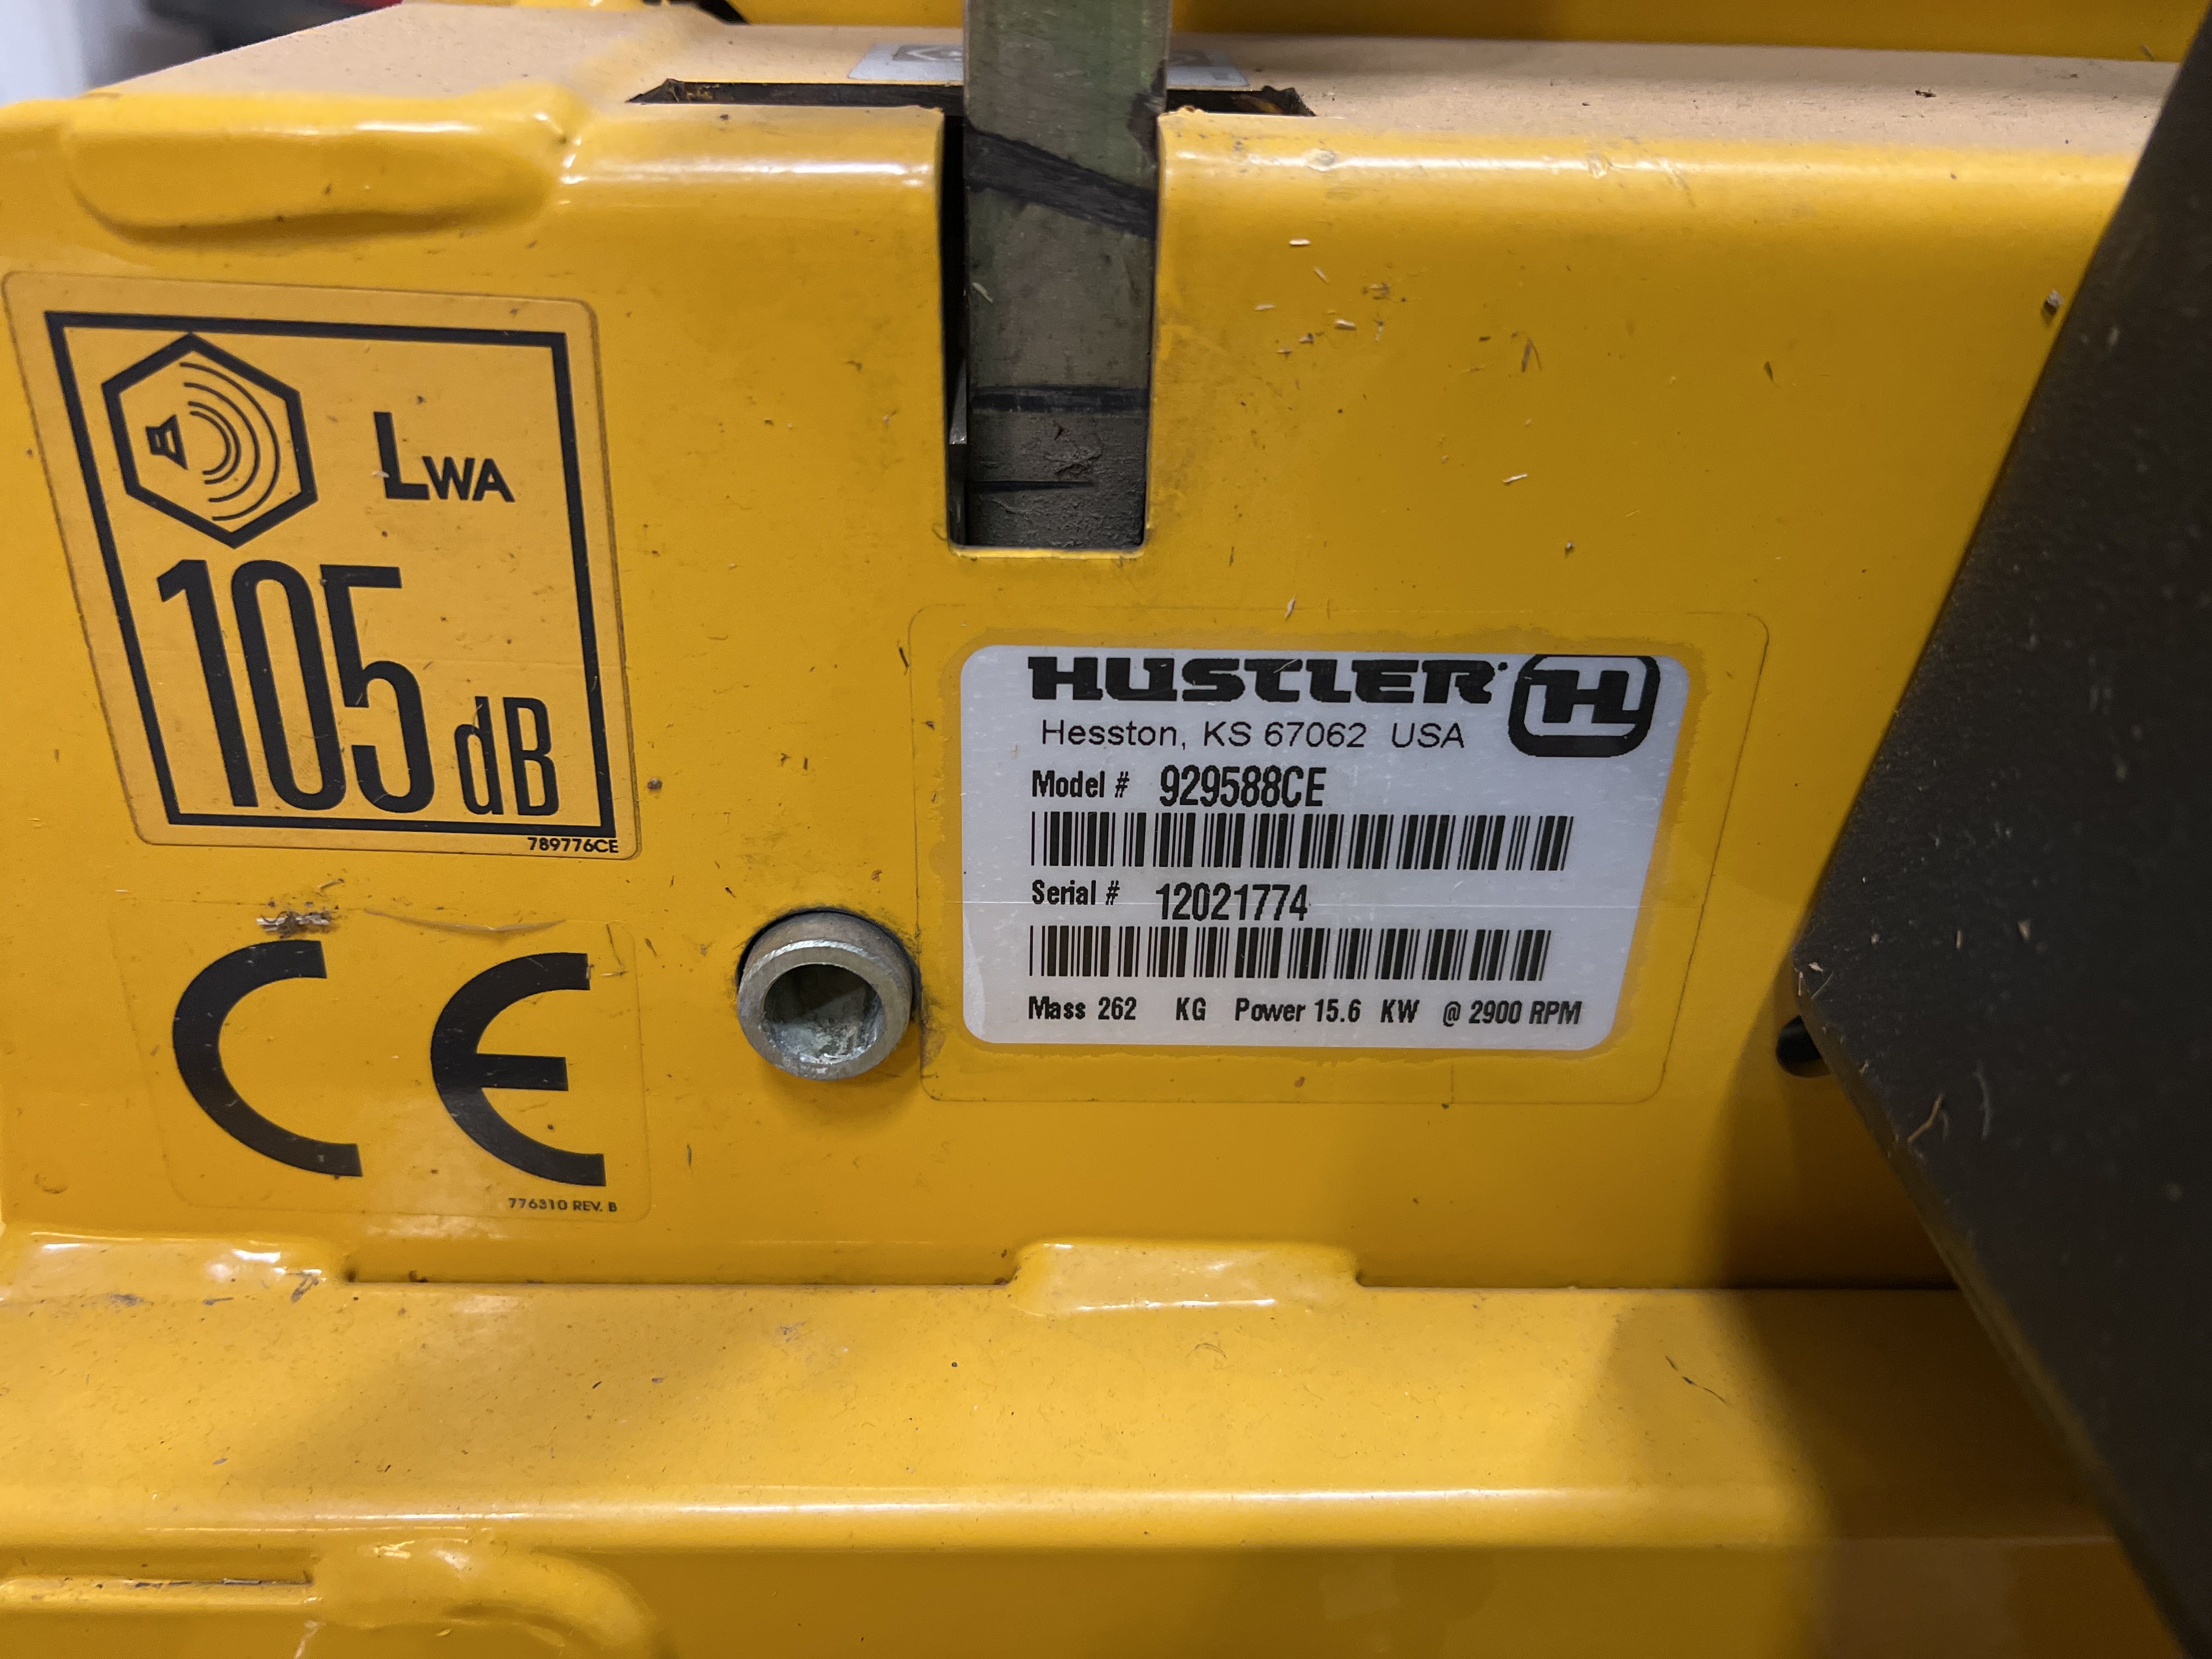 LWA
105 dB
789776CE
CE
776310 REV. B
HUSTLER H
Hesston, KS 67062 USA
Model # 929588CE
Serial # 12021774
Mass 262 KG Power 15.6 KW @ 2900 RPM